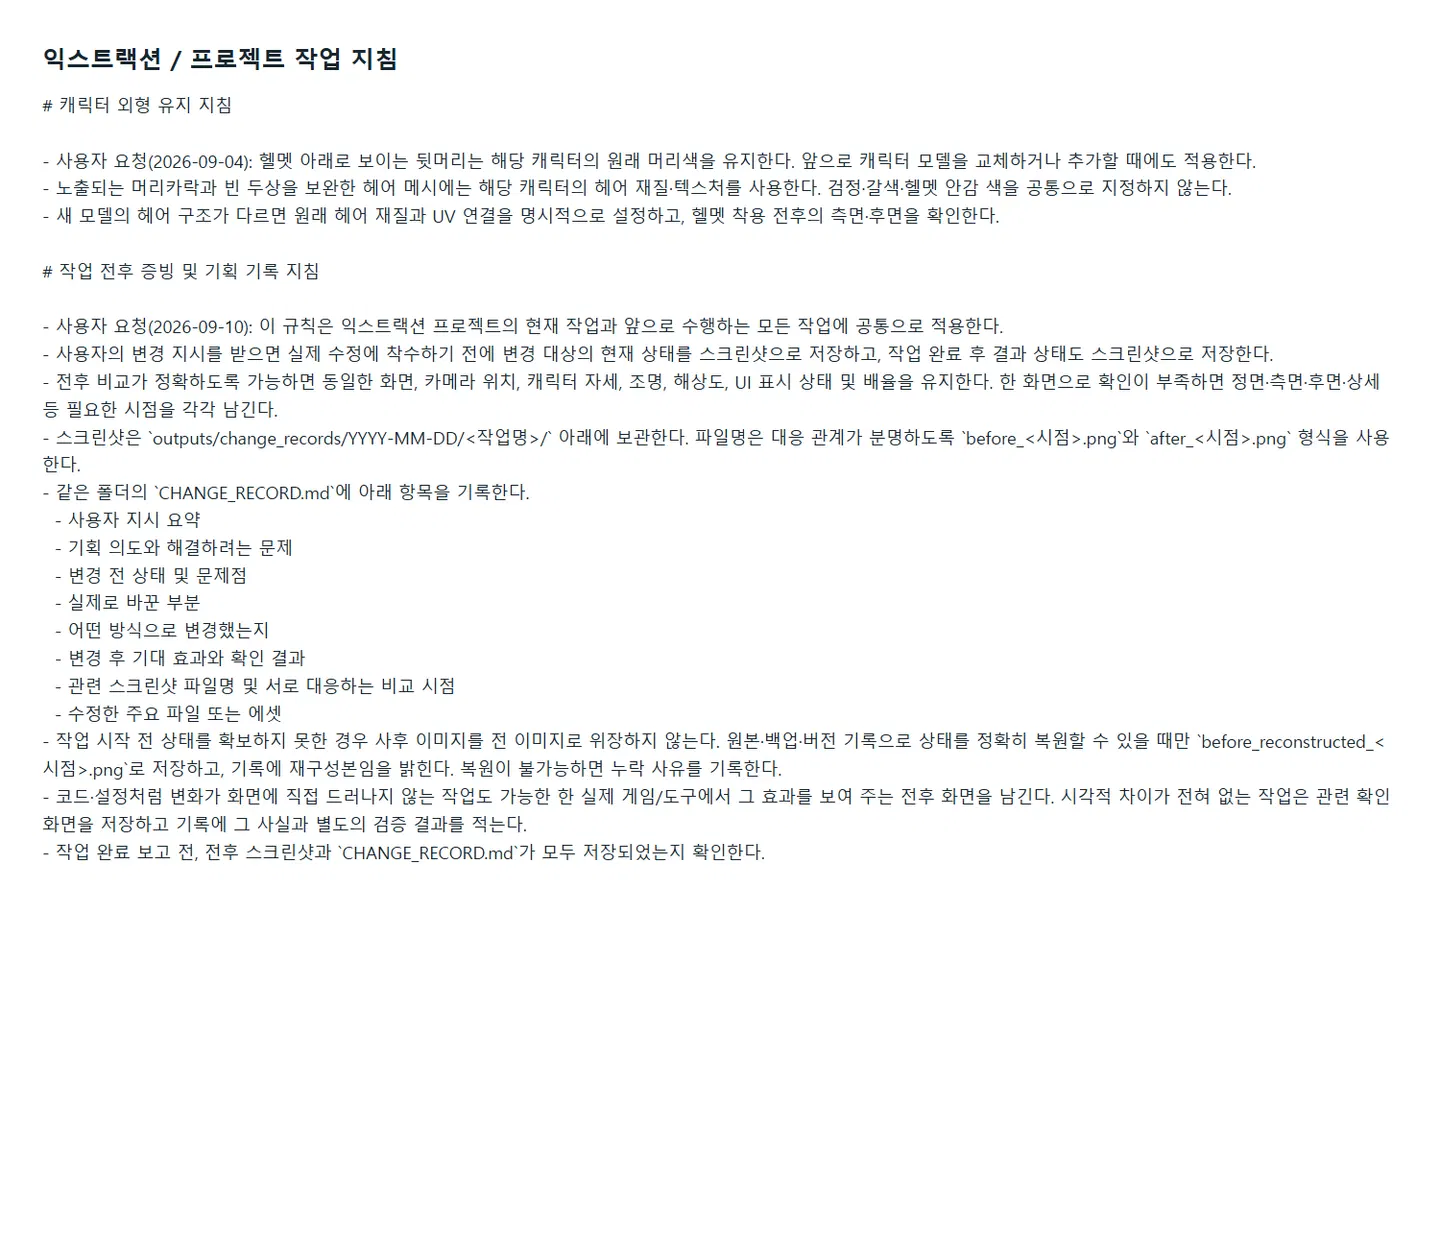 익스트랙션 / 프로젝트 작업 지침
# 캐릭터 외형 유지 지침
- 사용자 요청(2026-09-04): 헬멧 아래로 보이는 뒷머리는 해당 캐릭터의 원래 머리색을 유지한다. 앞으로 캐릭터 모델을 교체하거나 추가할 때에도 적용한다.
- 노출되는 머리카락과 빈 두상을 보완한 헤어 메시에는 해당 캐릭터의 헤어 재질·텍스처를 사용한다. 검정·갈색·헬멧 안감 색을 공통으로 지정하지 않는다.
- 새 모델의 헤어 구조가 다르면 원래 헤어 재질과 UV 연결을 명시적으로 설정하고, 헬멧 착용 전후의 측면·후면을 확인한다.
# 작업 전후 증빙 및 기획 기록 지침
- 사용자 요청(2026-09-10): 이 규칙은 익스트랙션 프로젝트의 현재 작업과 앞으로 수행하는 모든 작업에 공통으로 적용한다.
- 사용자의 변경 지시를 받으면 실제 수정에 착수하기 전에 변경 대상의 현재 상태를 스크린샷으로 저장하고, 작업 완료 후 결과 상태도 스크린샷으로 저장한다.
- 전후 비교가 정확하도록 가능하면 동일한 화면, 카메라 위치, 캐릭터 자세, 조명, 해상도, UI 표시 상태 및 배율을 유지한다. 한 화면으로 확인이 부족하면 정면·측면·후면·상세
등 필요한 시점을 각각 남긴다.
- 스크린샷은 `outputs/change_records/YYYY-MM-DD/<작업명>/` 아래에 보관한다. 파일명은 대응 관계가 분명하도록 `before_<시점>.png`와 `after_<시점>.png` 형식을 사용
한다.
- 같은 폴더의 `CHANGE_RECORD.md`에 아래 항목을 기록한다.
- 사용자 지시 요약
- 기획 의도와 해결하려는 문제
- 변경 전 상태 및 문제점
- 실제로 바꾼 부분
- 어떤 방식으로 변경했는지
- 변경 후 기대 효과와 확인 결과
- 관련 스크린샷 파일명 및 서로 대응하는 비교 시점
- 수정한 주요 파일 또는 에셋
- 작업 시작 전 상태를 확보하지 못한 경우 사후 이미지를 전 이미지로 위장하지 않는다. 원본·백업·버전 기록으로 상태를 정확히 복원할 수 있을 때만 `before_reconstructed_<
시점>.png`로 저장하고, 기록에 재구성본임을 밝힌다. 복원이 불가능하면 누락 사유를 기록한다.
- 코드·설정처럼 변화가 화면에 직접 드러나지 않는 작업도 가능한 한 실제 게임/도구에서 그 효과를 보여 주는 전후 화면을 남긴다. 시각적 차이가 전혀 없는 작업은 관련 확인
화면을 저장하고 기록에 그 사실과 별도의 검증 결과를 적는다.
- 작업 완료 보고 전, 전후 스크린샷과 `CHANGE_RECORD.md`가 모두 저장되었는지 확인한다.